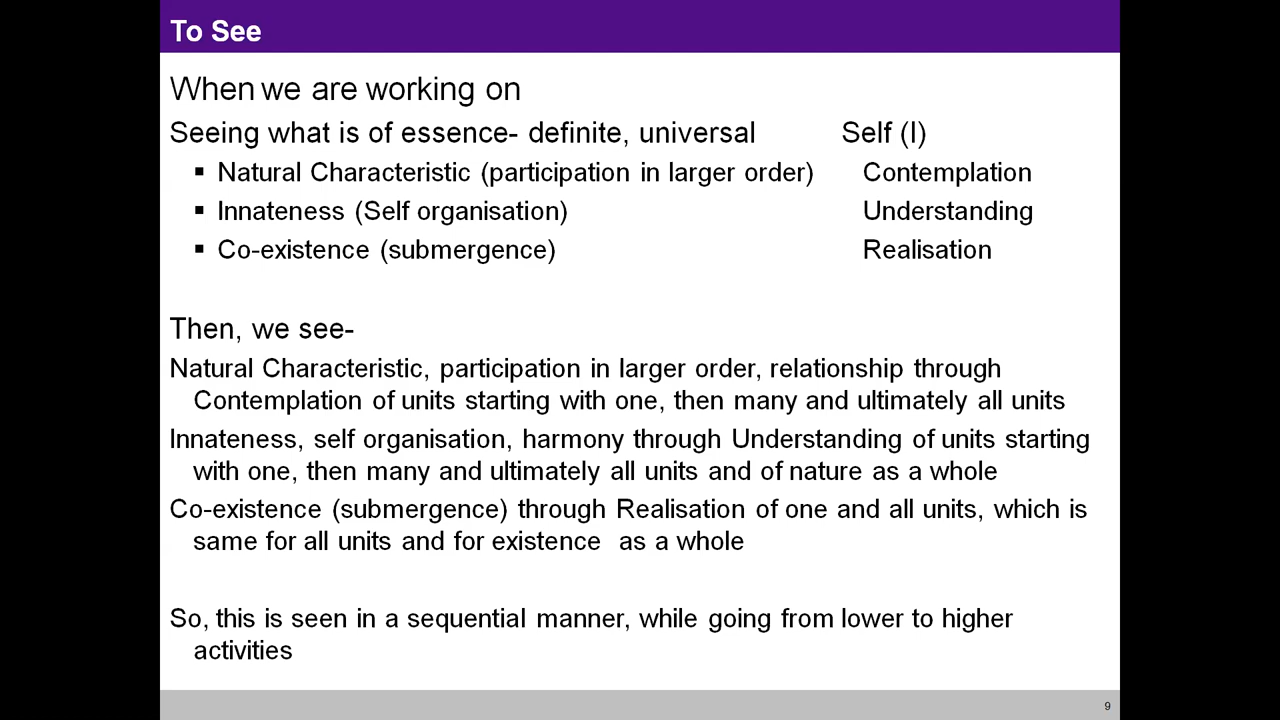 To See
When we are working on
Seeing what is of essence- definite, universal Self (I)
▪ Natural Characteristic (participation in larger order) Contemplation
▪ Innateness (Self organisation) Understanding
▪ Co-existence (submergence) Realisation
Then, we see-
Natural Characteristic, participation in larger order, relationship through
Contemplation of units starting with one, then many and ultimately all units
Innateness, self organisation, harmony through Understanding of units starting
with one, then many and ultimately all units and of nature as a whole
Co-existence (submergence) through Realisation of one and all units, which is
same for all units and for existence as a whole
So, this is seen in a sequential manner, while going from lower to higher
activities
9